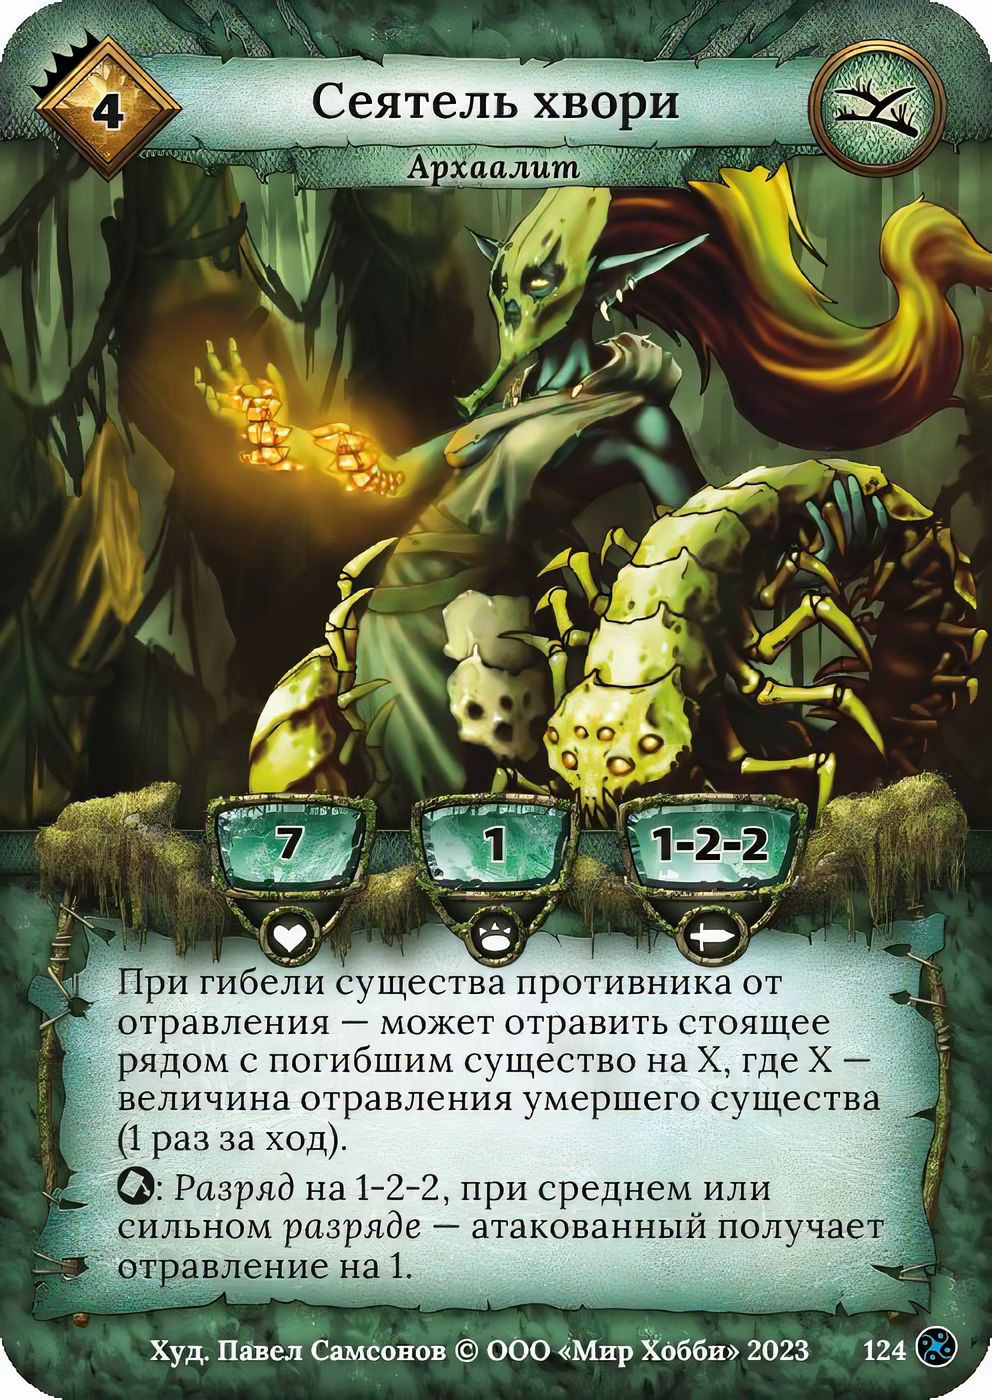 4
Сеятель хвори
Архаалит
7
1
1-2-2
При гибели существа противника от
отравления — может отравить стоящее
рядом с погибшим существо на X, где X —
величина отравления умершего существа
(1 раз за ход).
: Разряд на 1-2-2, при среднем или
сильном разряде — атакованный получает
отравление на 1.
Худ. Павел Самсонов © ООО «Мир Хобби» 2023
124